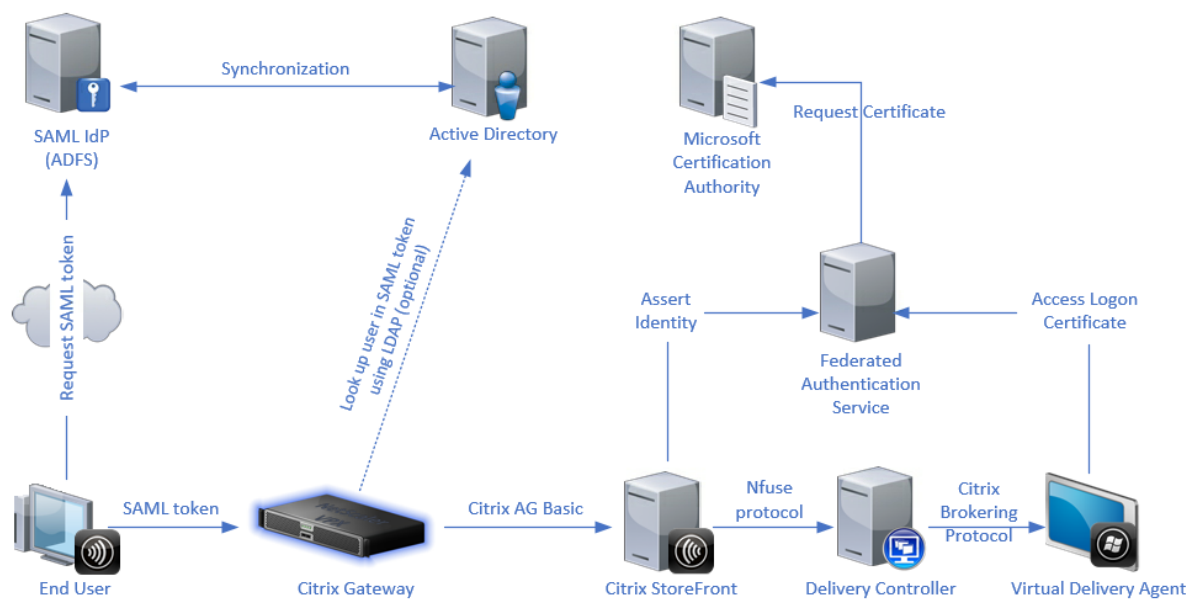 Synchronization
SAML IdP
(ADFS)
Active Directory
Request Certificate
Microsoft
Certification
Authority
Request SAML token
Look up user in SAML token
using LDAP (optional)
Assert
Identity
Access Logon
Certificate
Federated
Authentication
Service
SAML token
Citrix AG Basic
Nfuse
protocol
Citrix
Brokering
Protocol
End User
Citrix Gateway
Citrix StoreFront
Delivery Controller
Virtual Delivery Agent